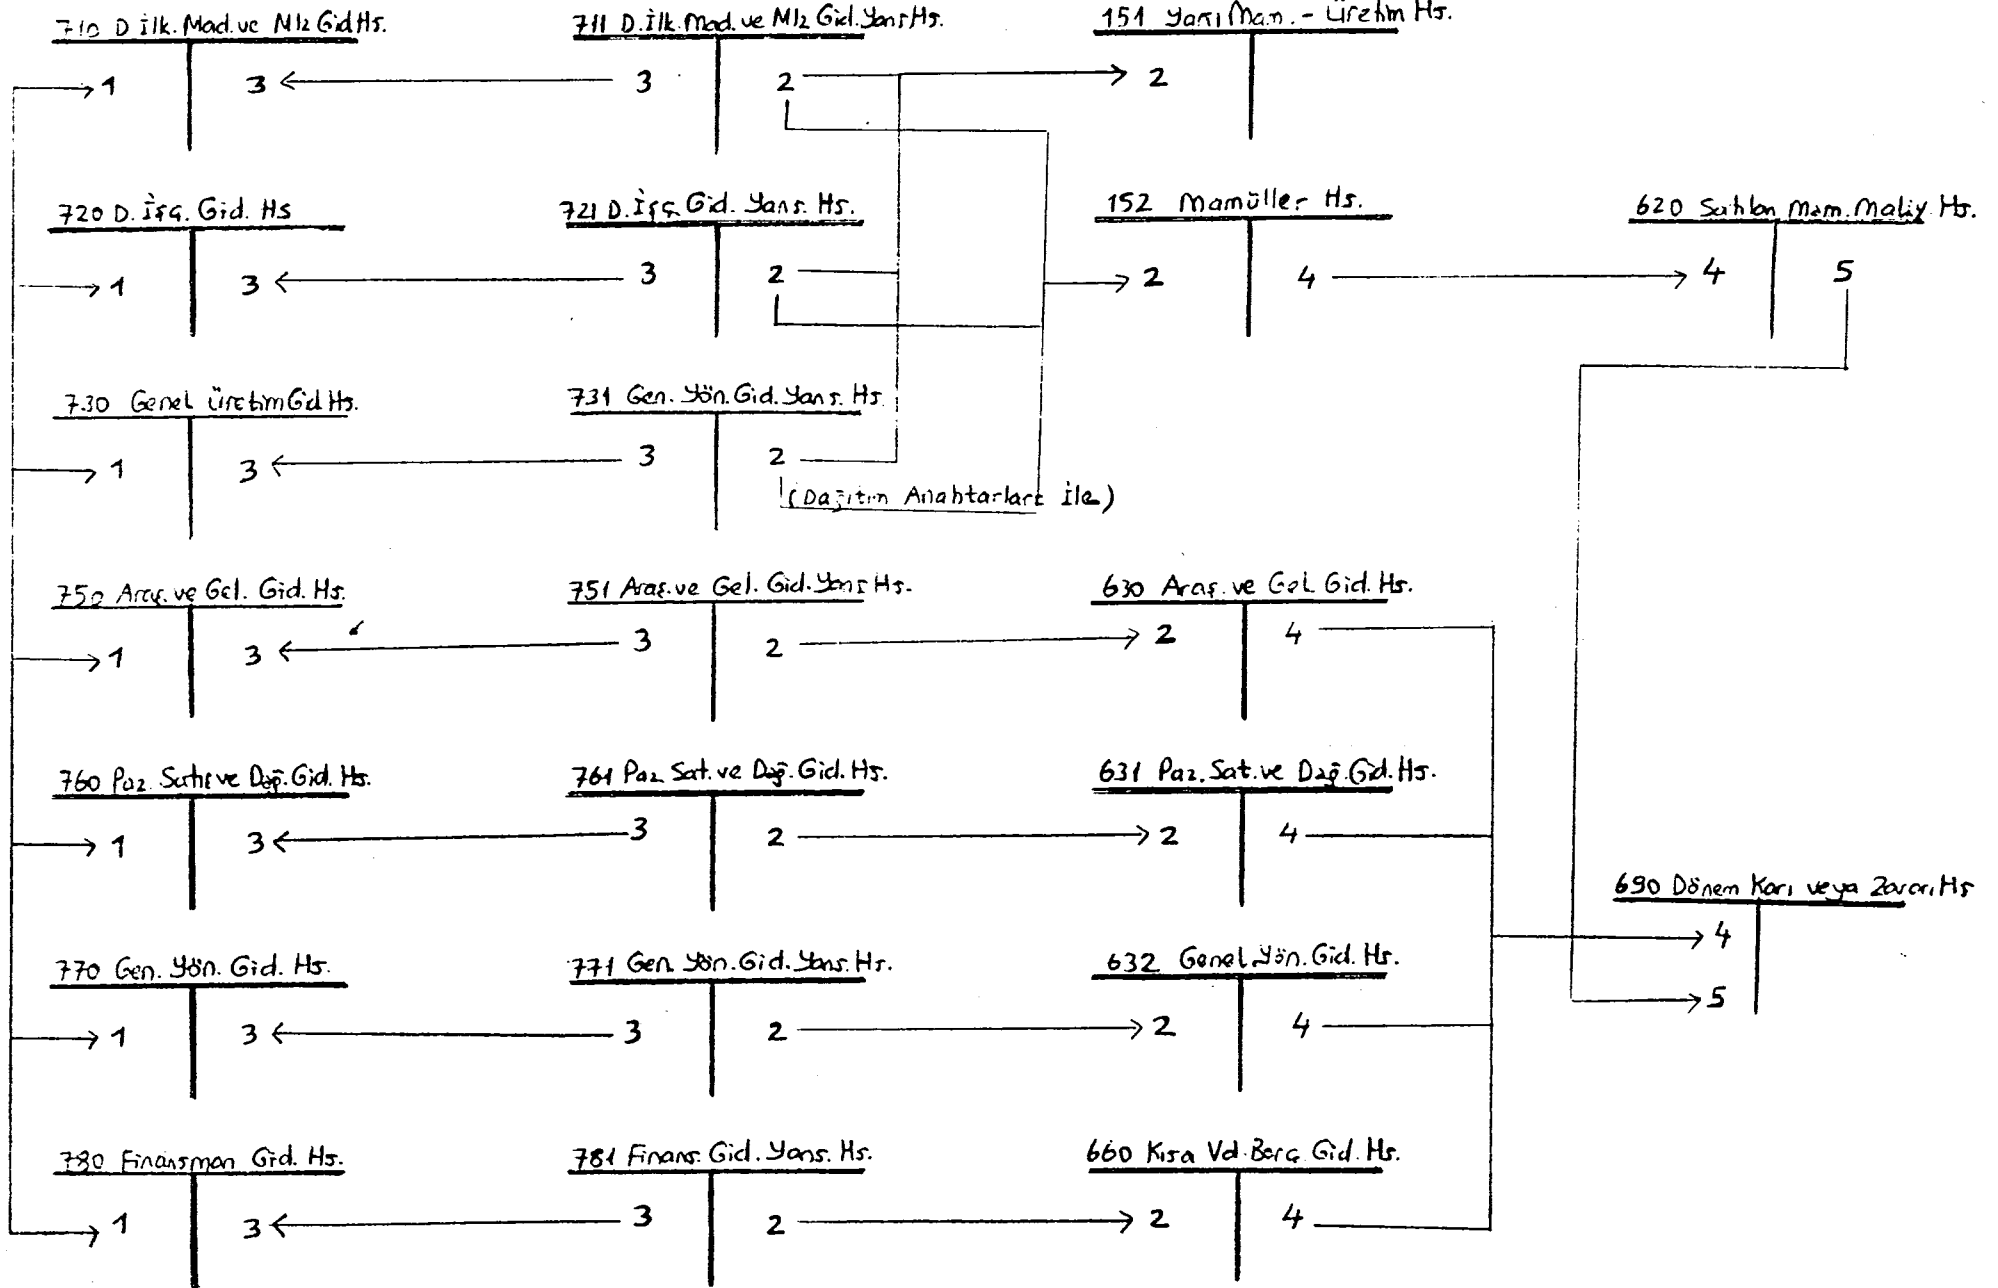 710 D İlk. Mad. ve Mlz Gid Hs.
711 D. İlk. Mad. ve Mlz Gid. Yans Hs.
151 Yarı Mam. - Üretim Hs.
1 3 3 2 2
720 D. İşç. Gid. Hs
721 D. İşç. Gid. Yans. Hs.
152 Mamüller Hs.
620 Satılan Mam. Maliy. Hs.
1 3 3 2 2 4 4 5
730 Genel Üretim Gid Hs.
731 Gen. Yön. Gid. Yans. Hs.
1 3 3 2
(Dağıtım Anahtarları İle)
750 Araş. ve Gel. Gid. Hs.
751 Araş. ve Gel. Gid. Yans Hs.
630 Araş. ve Gel. Gid. Hs.
1 3 3 2 2 4
760 Paz. Satış ve Dağ. Gid. Hs.
761 Paz. Sat. ve Dağ. Gid. Hs.
631 Paz. Sat. ve Dağ. Gid. Hs.
1 3 3 2 2 4
690 Dönem Karı veya Zararı Hs
4
5
770 Gen. Yön. Gid. Hs.
771 Gen. Yön. Gid. Yans. Hs.
632 Genel Yön. Gid. Hs.
1 3 3 2 2 4
780 Finansman Gid. Hs.
781 Finans. Gid. Yans. Hs.
660 Kısa Vd. Borç Gid. Hs.
1 3 3 2 2 4